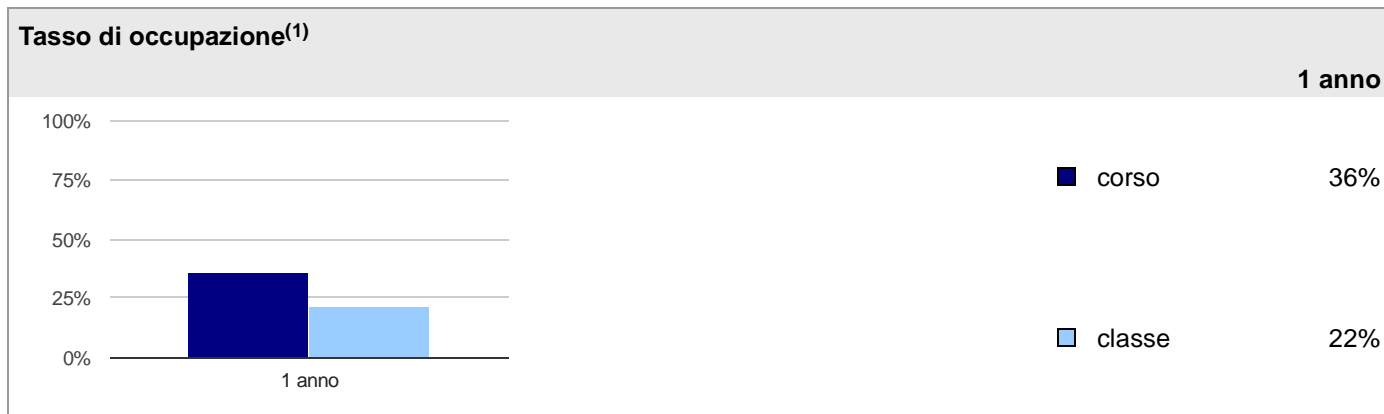 Tasso di occupazione(1)
1 anno
100%
75%
50%
25%
0%
1 anno
corso 36%
classe 22%